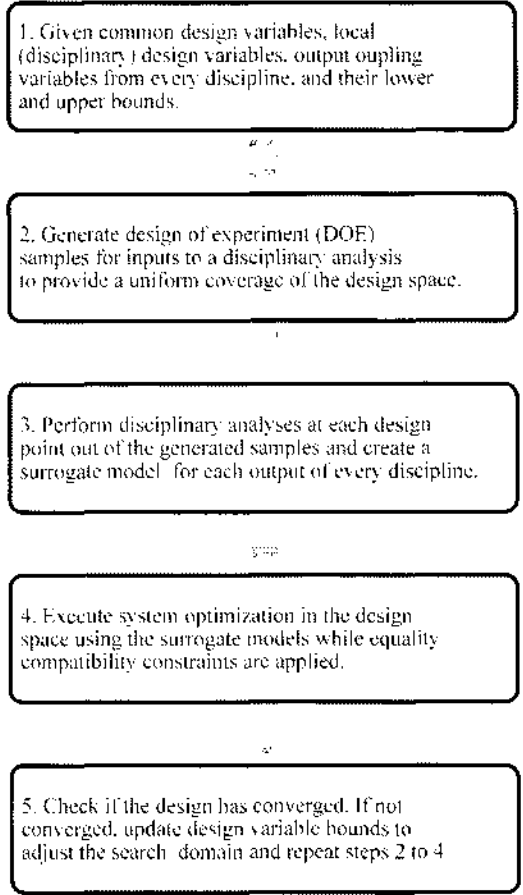 1. Given common design variables, local
(disciplinary) design variables, output oupling
variables from every discipline, and their lower
and upper bounds.
2. Generate design of experiment (DOE)
samples for inputs to a disciplinary analysis
to provide a uniform coverage of the design space.
3. Perform disciplinary analyses at each design
point out of the generated samples and create a
surrogate model for each output of every discipline.
4. Execute system optimization in the design
space using the surrogate models while equality
compatibility constraints are applied.
5. Check if the design has converged. If not
converged, update design variable bounds to
adjust the search domain and repeat steps 2 to 4